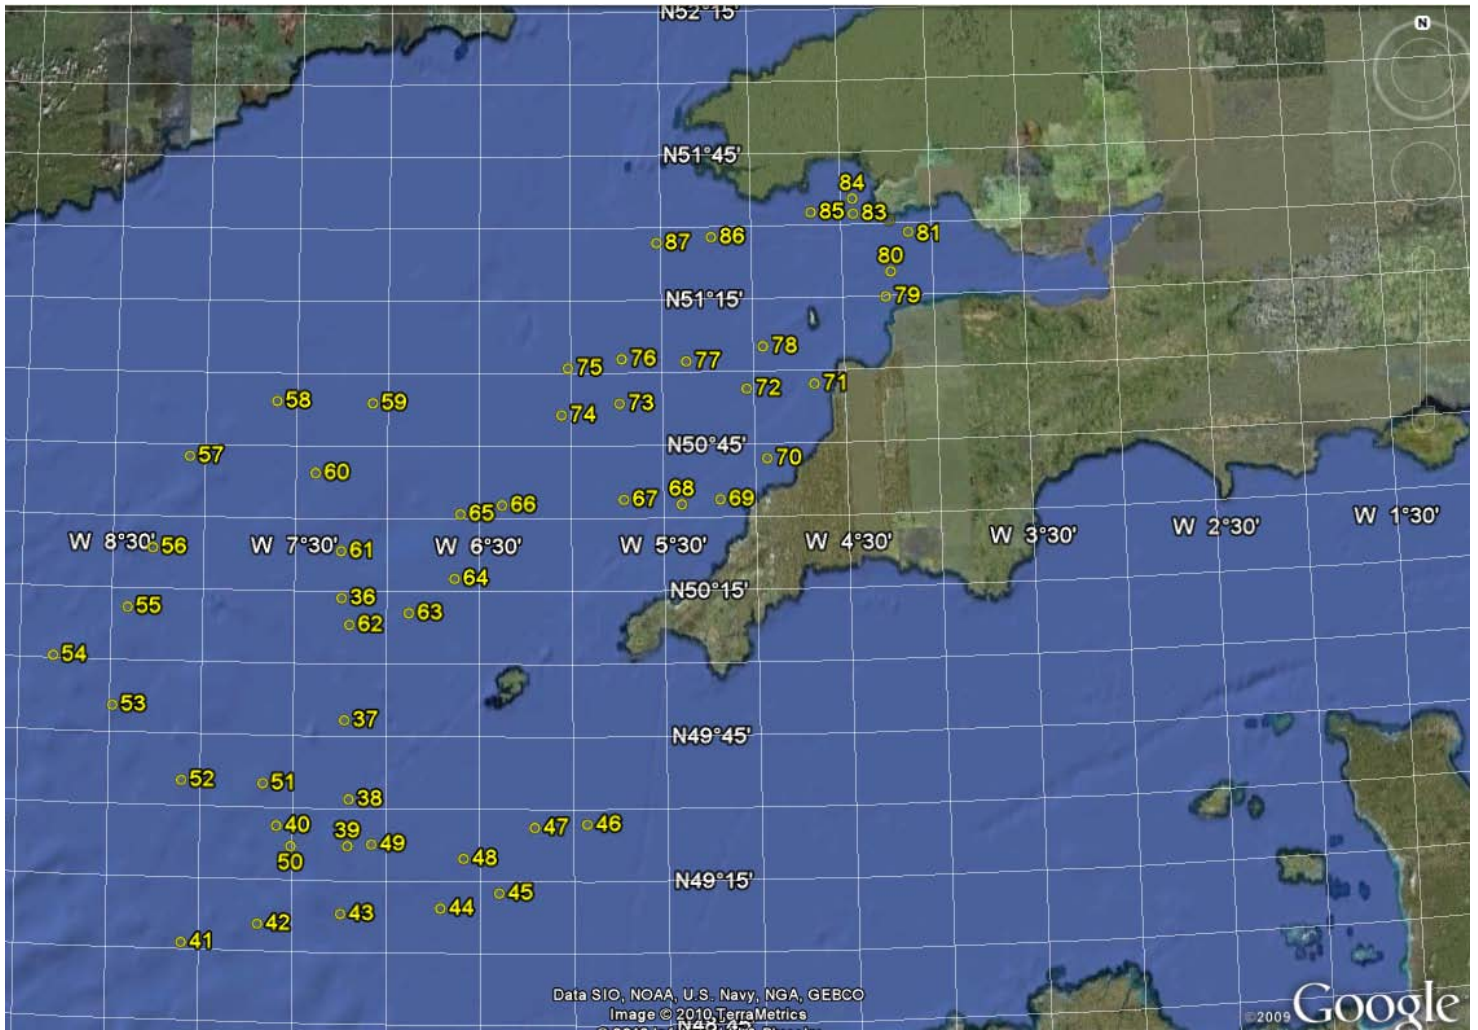 N52°15'
N
N51°45'
84
85 83
87 86 81
80
N51°15' 79
78
75 76 77
71
58 59 74 73 72
N50°45'
57 60 70
65 66 67 68 69
W 8°30' W 7°30' W 6°30' W 5°30' W 4°30' W 3°30' W 2°30' W 1°30'
56 61
64
55 36 63 N50°15'
62
54
53 37
N49°45'
52 51 38
40 39 49 47 46
50 48
N49°15'
45
42 43 44
41
Data SIO, NOAA, U.S. Navy, NGA, GEBCO
Image © 2010 TerraMetrics
N48°45'
©2009 Google